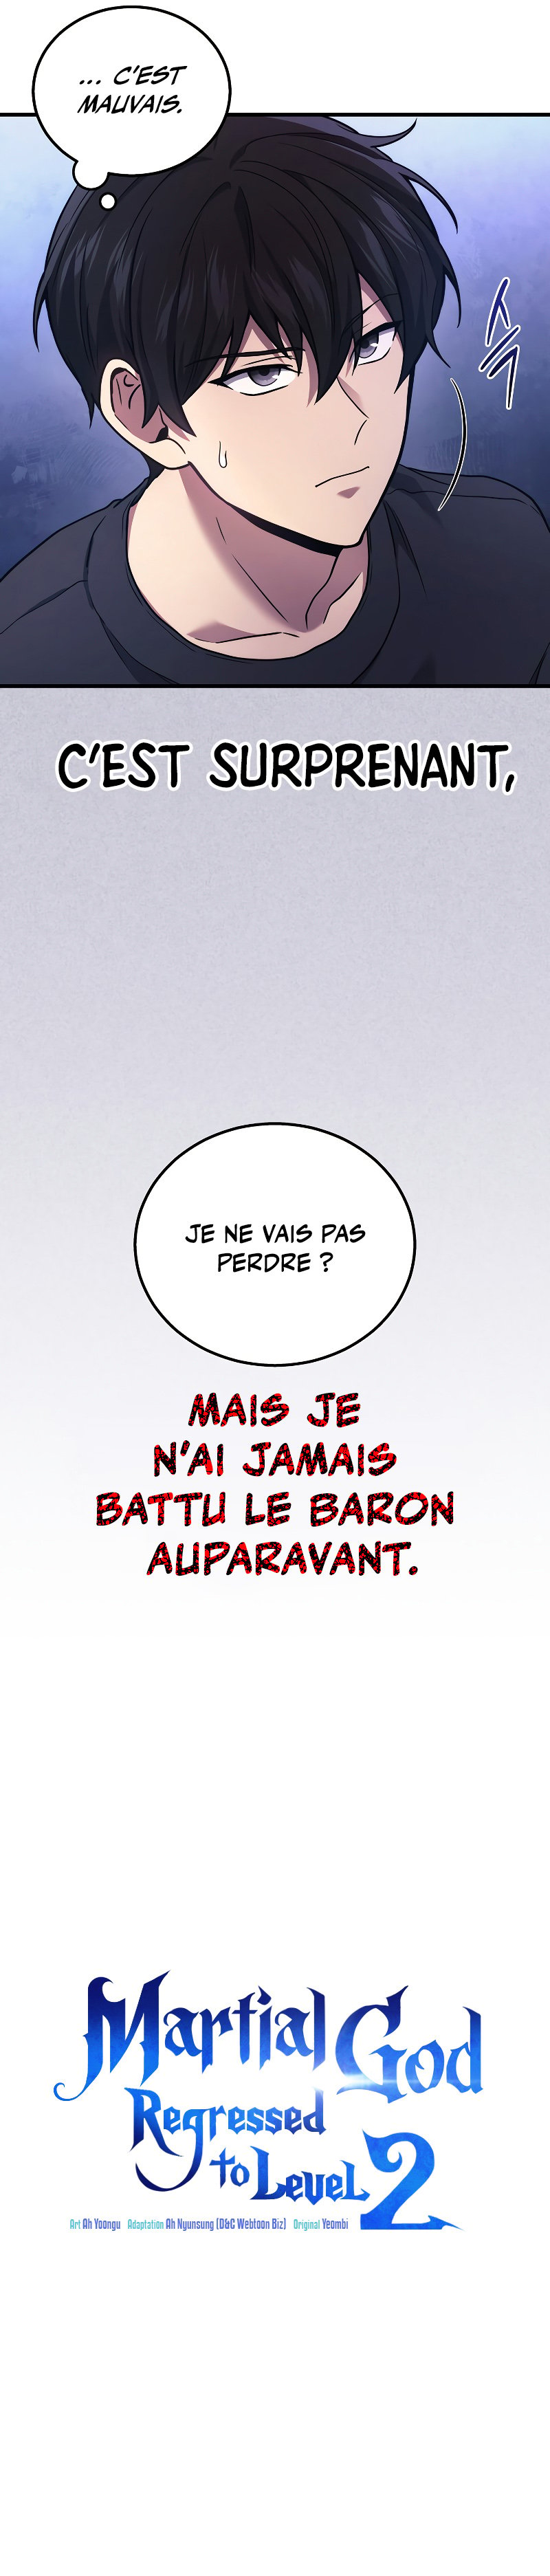 ... C'EST
MAUVAIS.
C'EST SURPRENANT,
JE NE VAIS PAS
PERDRE ?
MAIS JE
N'AI JAMAIS
BATTU LE BARON
AUPARAVANT.
Martial God
Regressed
to Level 2
Art Ah Yoongu Adaptation Ah Nyunsung (D&C Webtoon Biz) Original Yeombi